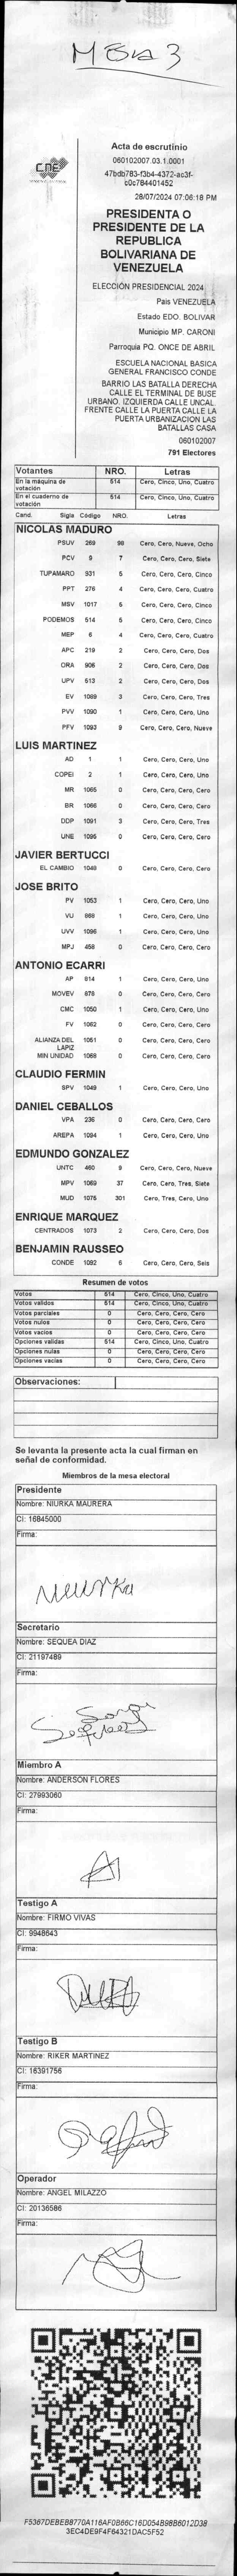 Mesa 3
CNE
Acta de escrutinio
060102007.03.1.0001
47bdb783-f3b4-4372-ac3f-
c0c784401452
28/07/2024 07:06:18 PM
PRESIDENTA O
PRESIDENTE DE LA
REPUBLICA
BOLIVARIANA DE
VENEZUELA
ELECCIÓN PRESIDENCIAL 2024
Pais VENEZUELA
Estado EDO. BOLIVAR
Municipio MP. CARONI
Parroquia PQ. ONCE DE ABRIL
ESCUELA NACIONAL BASICA
GENERAL FRANCISCO CONDE
BARRIO LAS BATALLA DERECHA
CALLE EL TERMINAL DE BUSE
URBANO. IZQUIERDA CALLE UNCAL.
FRENTE CALLE LA PUERTA CALLE LA
PUERTA URBANIZACION LAS
BATALLAS CASA
060102007
791 Electores
Votantes NRO. Letras
En la máquina de votación 514 Cero, Cinco, Uno, Cuatro
En el cuaderno de votación 514 Cero, Cinco, Uno, Cuatro
Cand. Sigla Código NRO. Letras
NICOLAS MADURO
PSUV 269 98 Cero, Cero, Nueve, Ocho
PCV 9 7 Cero, Cero, Cero, Siete
TUPAMARO 931 5 Cero, Cero, Cero, Cinco
PPT 276 4 Cero, Cero, Cero, Cuatro
MSV 1017 5 Cero, Cero, Cero, Cinco
PODEMOS 514 5 Cero, Cero, Cero, Cinco
MEP 6 4 Cero, Cero, Cero, Cuatro
APC 219 2 Cero, Cero, Cero, Dos
ORA 906 2 Cero, Cero, Cero, Dos
UPV 513 2 Cero, Cero, Cero, Dos
EV 1089 3 Cero, Cero, Cero, Tres
PVV 1090 1 Cero, Cero, Cero, Uno
PFV 1093 9 Cero, Cero, Cero, Nueve
LUIS MARTINEZ
AD 1 1 Cero, Cero, Cero, Uno
COPEI 2 1 Cero, Cero, Cero, Uno
MR 1065 0 Cero, Cero, Cero, Cero
BR 1066 0 Cero, Cero, Cero, Cero
DDP 1091 3 Cero, Cero, Cero, Tres
UNE 1095 0 Cero, Cero, Cero, Cero
JAVIER BERTUCCI
EL CAMBIO 1049 0 Cero, Cero, Cero, Cero
JOSE BRITO
PV 1053 1 Cero, Cero, Cero, Uno
VU 869 1 Cero, Cero, Cero, Uno
UVV 1096 1 Cero, Cero, Cero, Uno
MPJ 458 0 Cero, Cero, Cero, Cero
ANTONIO ECARRI
AP 814 1 Cero, Cero, Cero, Uno
MOVEV 878 0 Cero, Cero, Cero, Cero
CMC 1050 1 Cero, Cero, Cero, Uno
FV 1062 0 Cero, Cero, Cero, Cero
ALIANZA DEL LAPIZ 1051 0 Cero, Cero, Cero, Cero
MIN UNIDAD 1068 0 Cero, Cero, Cero, Cero
CLAUDIO FERMIN
SPV 1049 1 Cero, Cero, Cero, Uno
DANIEL CEBALLOS
VPA 236 0 Cero, Cero, Cero, Cero
AREPA 1094 1 Cero, Cero, Cero, Uno
EDMUNDO GONZALEZ
UNTC 460 9 Cero, Cero, Cero, Nueve
MPV 1069 37 Cero, Cero, Tres, Siete
MUD 1075 301 Cero, Tres, Cero, Uno
ENRIQUE MARQUEZ
CENTRADOS 1073 2 Cero, Cero, Cero, Dos
BENJAMIN RAUSSEO
CONDE 1092 6 Cero, Cero, Cero, Seis
Resumen de votos
Votos 514 Cero, Cinco, Uno, Cuatro
Votos validos 514 Cero, Cinco, Uno, Cuatro
Votos parciales 0 Cero, Cero, Cero, Cero
Votos nulos 0 Cero, Cero, Cero, Cero
Votos vacios 0 Cero, Cero, Cero, Cero
Opciones validas 514 Cero, Cinco, Uno, Cuatro
Opciones nulas 0 Cero, Cero, Cero, Cero
Opciones vacias 0 Cero, Cero, Cero, Cero
Observaciones:
Se levanta la presente acta la cual firman en
señal de conformidad.
Miembros de la mesa electoral
Presidente
Nombre: NIURKA MAURERA
CI: 16845000
Firma:
Niurka
Secretario
Nombre: SEQUEA DIAZ
CI: 21197489
Firma:
Miembro A
Nombre: ANDERSON FLORES
CI: 27993060
Firma:
Testigo A
Nombre: FIRMO VIVAS
CI: 9948643
Firma:
Testigo B
Nombre: RIKER MARTINEZ
CI: 16391756
Firma:
Operador
Nombre: ANGEL MILAZZO
CI: 20136586
Firma:
F5367DEBEB8770A116AF0B66C16D054B98B6012D38
3EC4DE9F4F64321DAC5F52